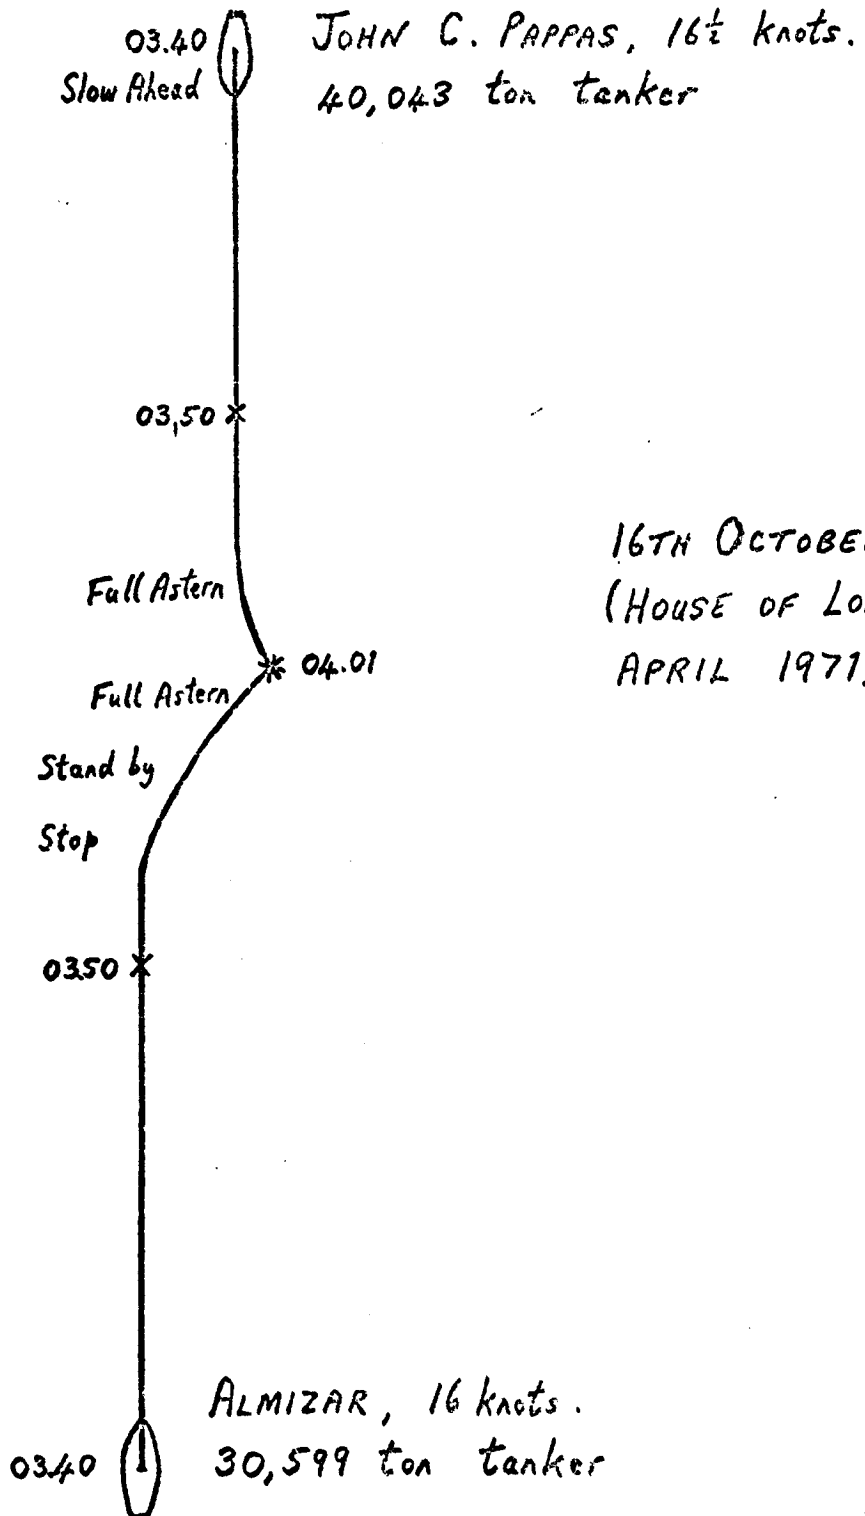 03.40
Slow Ahead
JOHN C. PAPPAS, 16½ knots.
40,043 ton tanker
03,50
16TH
Full Astern
04.01
Full Astern
APRIL 1971
Stand by
Stop
0350
ALMIZAR, 16 knots.
30,599 ton tanker
0340
(HOUSE OF